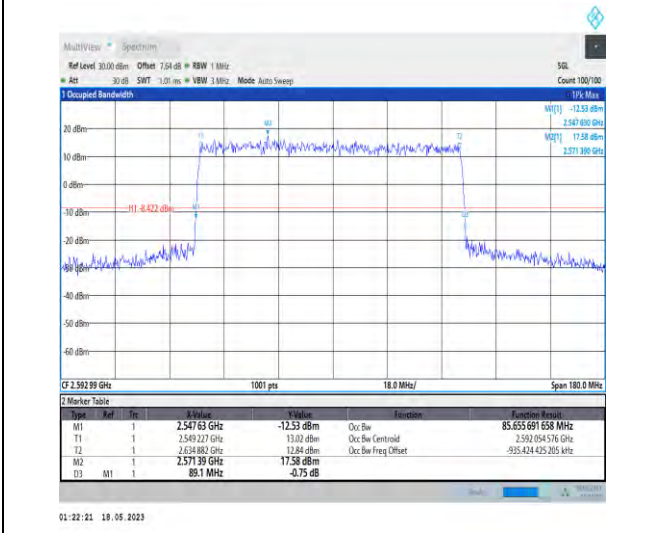 MultiView Spectrum
Ref Level 30.00 dBm Offset 7.64 dB RBW 1 MHz SGL
Att 30 dB SWT 1.01 ms VBW 3 MHz Mode Auto Sweep Count 100/100
1 Occupied Bandwidth 1Pk Max
M1[1] -12.53 dBm
2.547 630 GHz
M2[1] 17.58 dBm
2.571 390 GHz
20 dBm
M2
T1
T2
10 dBm
0 dBm
H1 -8.422 dBm
M1
-10 dBm
D3
-20 dBm
-30 dBm
-40 dBm
-50 dBm
-60 dBm
CF 2.592 99 GHz 1001 pts 18.0 MHz/ Span 180.0 MHz
2 Marker Table
Type Ref Trc X-Value Y-Value Function Function Result
M1 1 2.547 63 GHz -12.53 dBm Occ Bw 85.655 691 658 MHz
T1 1 2.549 227 GHz 13.02 dBm Occ Bw Centroid 2.592 054 576 GHz
T2 1 2.634 882 GHz 12.84 dBm Occ Bw Freq Offset -935.424 425 205 kHz
M2 1 2.571 39 GHz 17.58 dBm
D3 M1 1 89.1 MHz -0.75 dB
01:22:21 18.05.2023